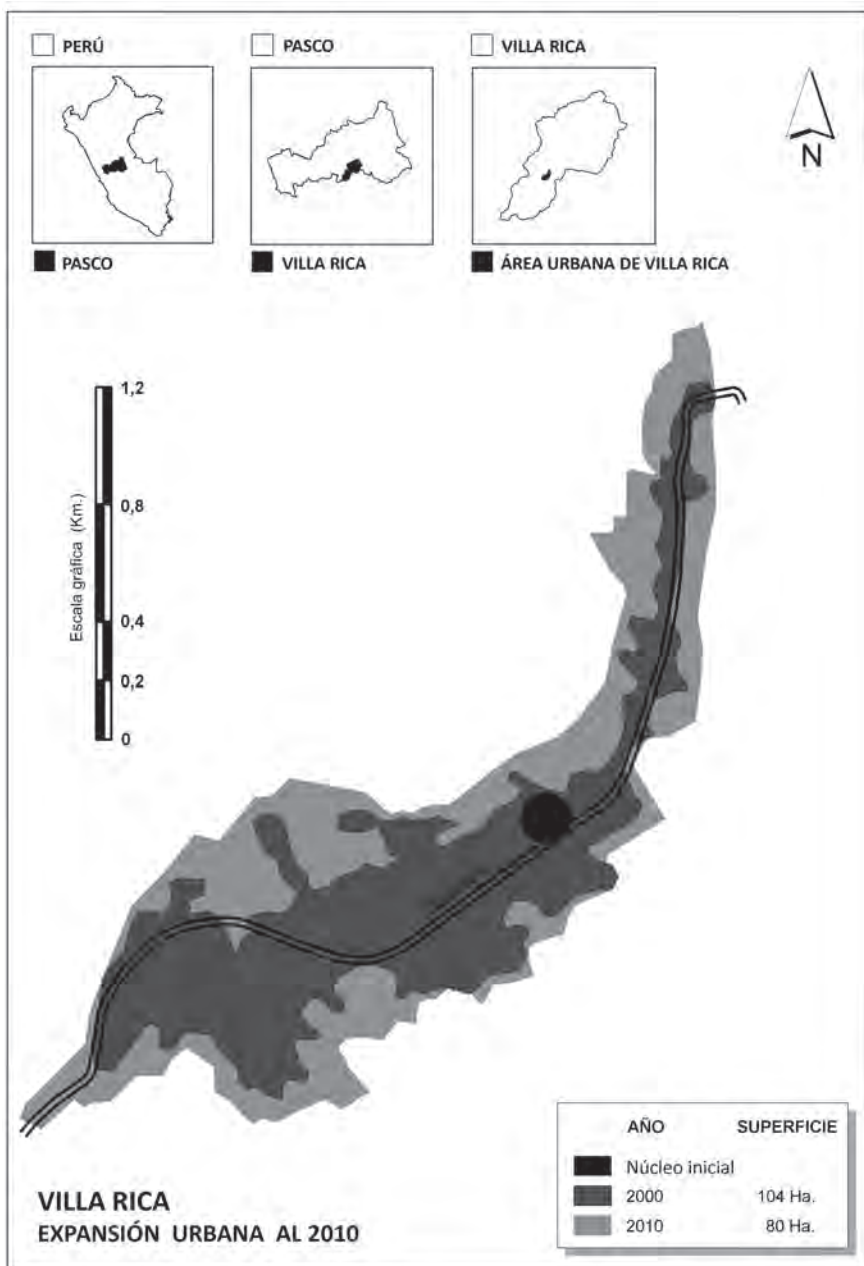 PERÚ PASCO VILLA RICA
N
PASCO VILLA RICA ÁREA URBANA DE VILLA RICA
1,2
0,8
0,4
0,2
0
Escala gráfica (Km.)
AÑO SUPERFICIE
Núcleo inicial
2000 104 Ha.
2010 80 Ha.
VILLA RICA
EXPANSIÓN URBANA AL 2010